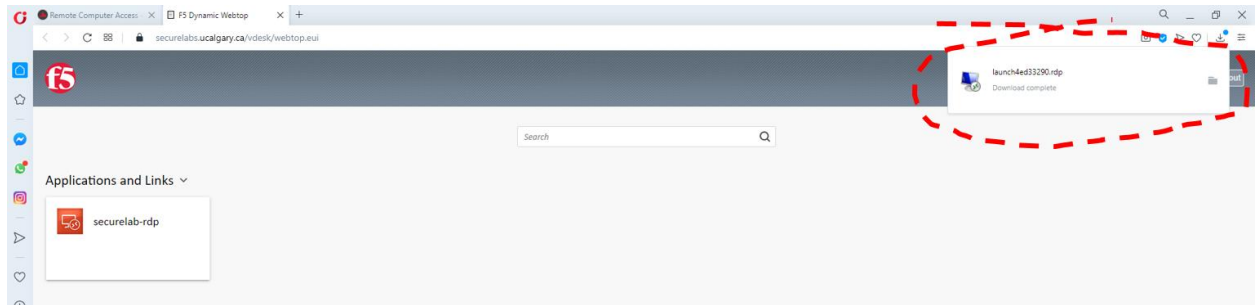 Remote Computer Access
F5 Dynamic Webtop
securelabs.ucalgary.ca/vdesk/webtop.eui
f5
launch4ed33290.rdp
Download complete
out
Search
Applications and Links
securelab-rdp